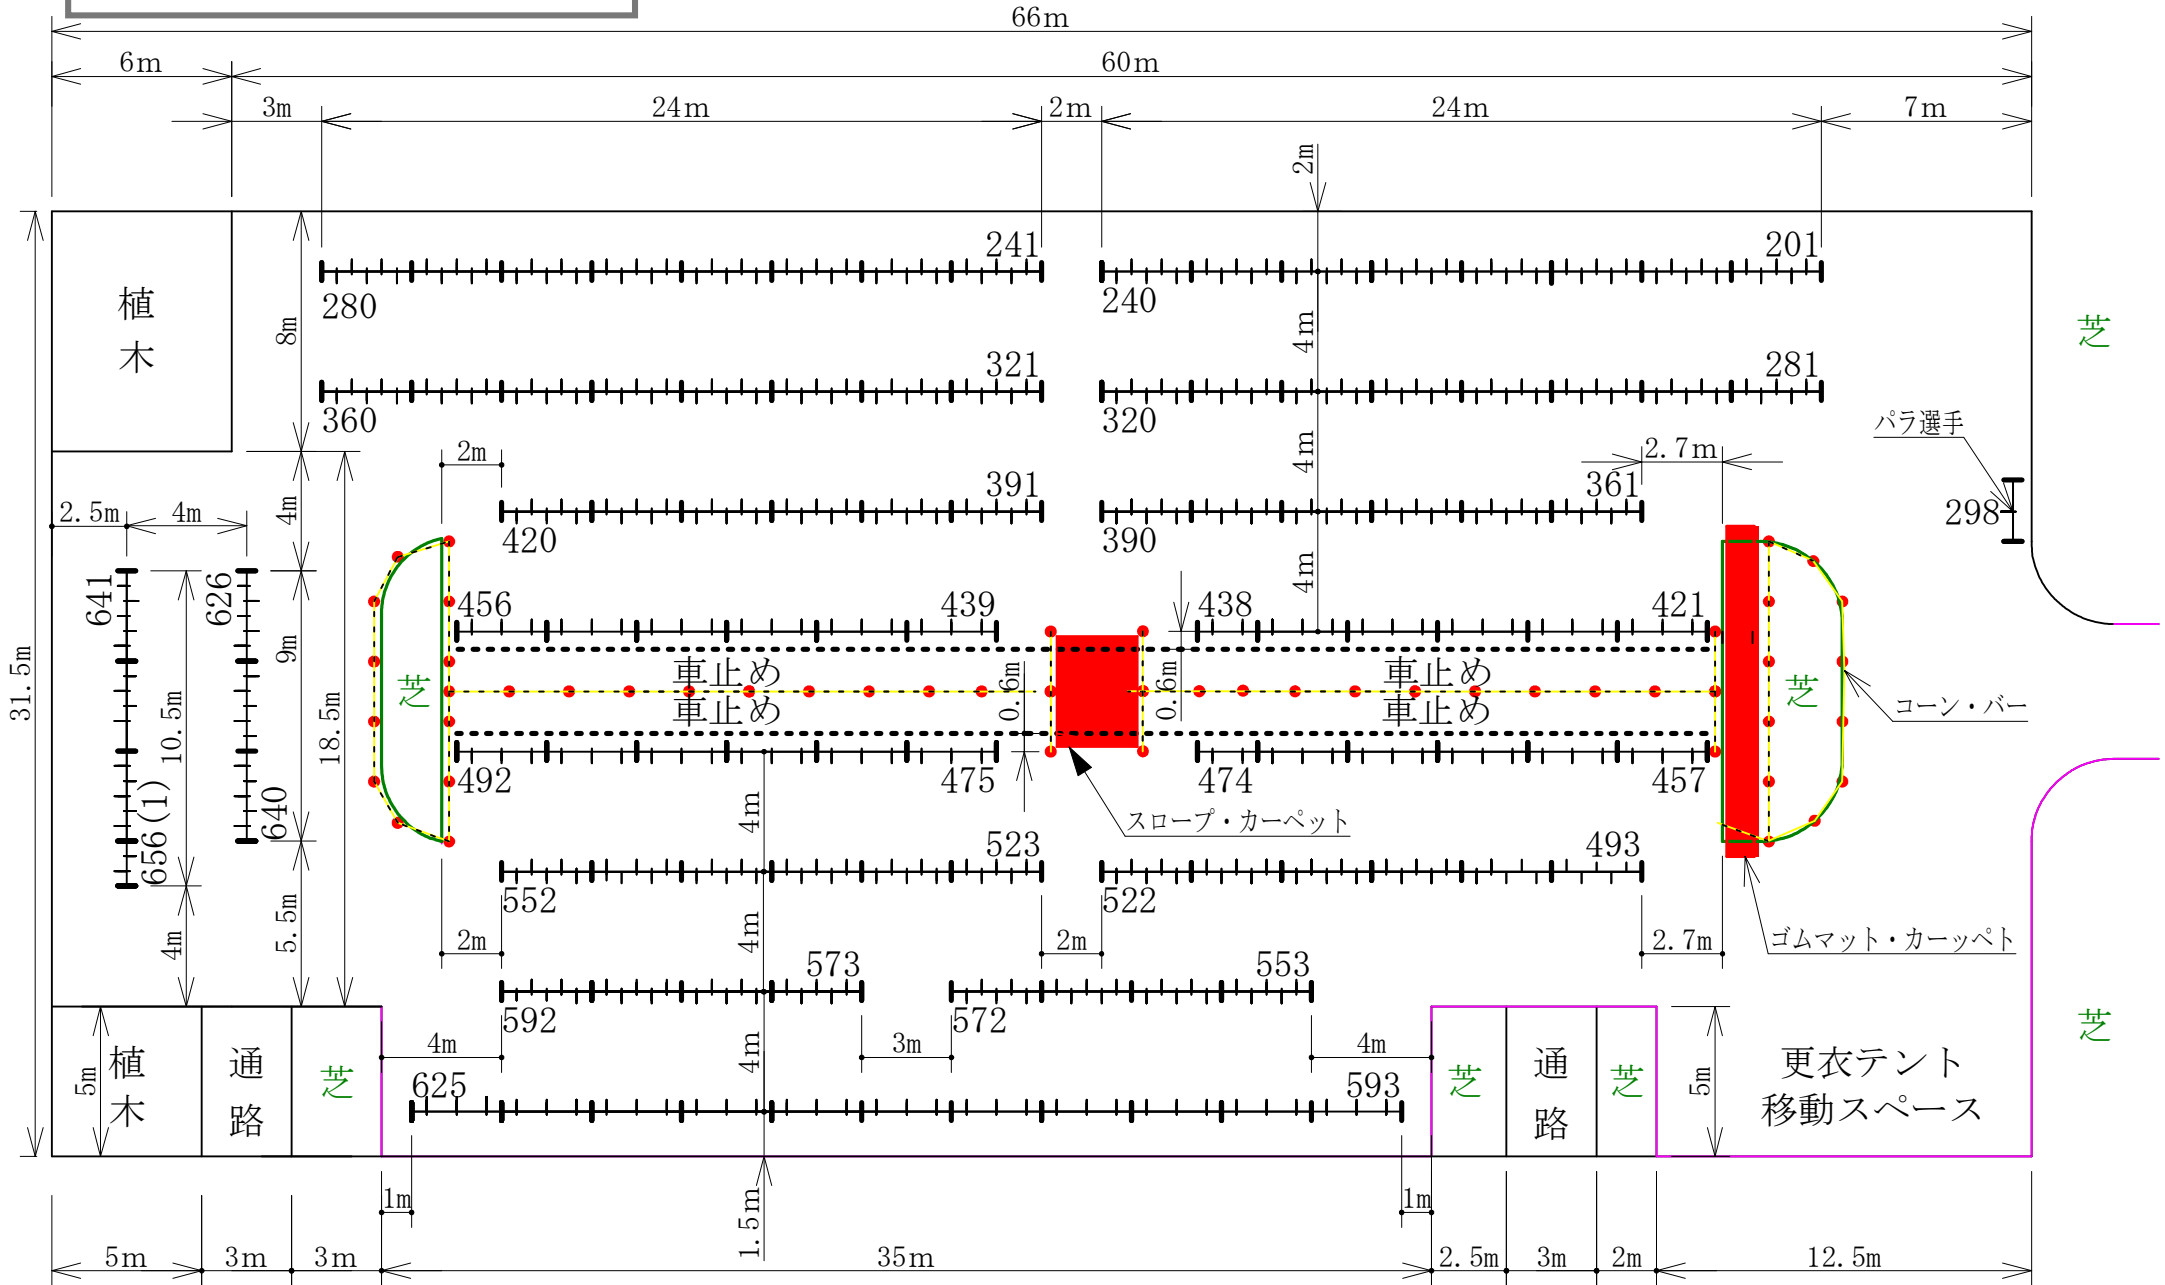 66m
6m
60m
3m
24m
2m
24m
7m
2m
241
201
280
240
植木
8m
4m
芝
321
281
360
320
パラ選手
2m
4m
2.7m
391
361
298
2.5m
4m
4m
420
390
4m
641
626
456
439
438
421
9m
31.5m
10.5m
18.5m
芝
車止め
車止め
0.6m
0.6m
車止め
車止め
芝
コーン・バー
492
475
474
457
656(1)
640
4m
スロープ・カーペット
523
493
552
522
4m
5.5m
2m
4m
2m
2.7m
ゴムマット・カーッペト
573
553
592
572
芝
5m
植木
通路
芝
4m
3m
4m
4m
芝
通路
芝
5m
更衣テント
移動スペース
625
593
1m
1.5m
1m
5m
3m
3m
35m
2.5m
3m
2m
12.5m